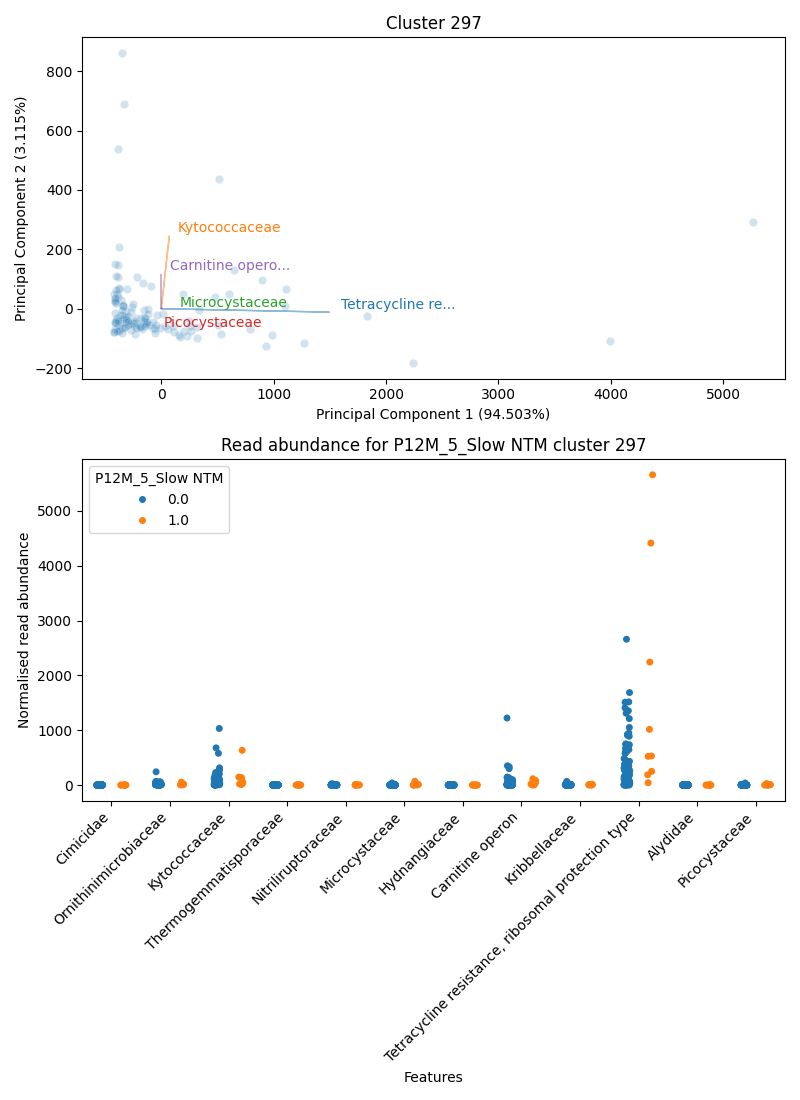 Cluster 297
800
600
400
200
0
−200
Principal Component 2 (3.115%)
Kytococcaceae
Carnitine opero...
Microcystaceae
Tetracycline re...
Picocystaceae
0 1000 2000 3000 4000 5000
Principal Component 1 (94.503%)
Read abundance for P12M_5_Slow NTM cluster 297
P12M_5_Slow NTM
0.0
1.0
5000
4000
3000
2000
1000
0
Normalised read abundance
Cimicidae
Ornithinimicrobiaceae
Kytococcaceae
Thermogemmatisporaceae
Nitriliruptoraceae
Microcystaceae
Hydnangiaceae
Carnitine operon
Kribbellaceae
Tetracycline resistance, ribosomal protection type
Alydidae
Picocystaceae
Features